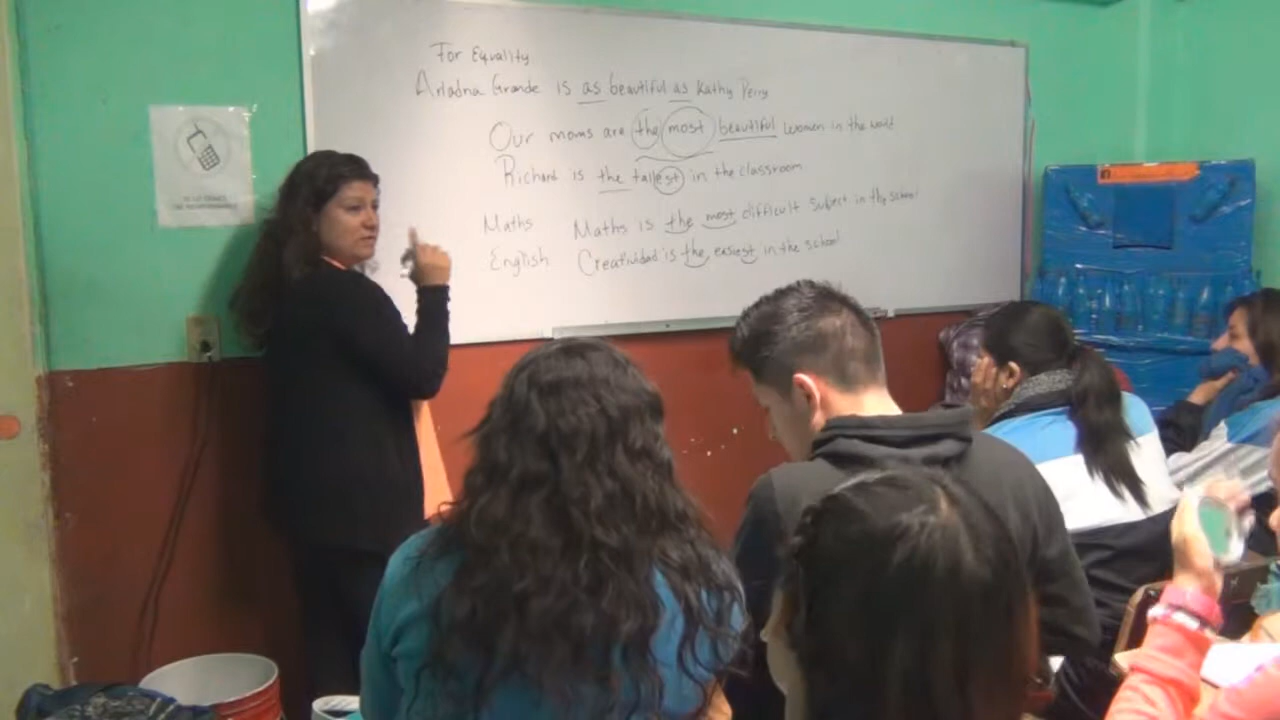 For Equality
Ariadna Grande is as beautiful as Kathy Perry
Our moms are the most beautiful women in the world
Richard is the tallest in the classroom
Maths Maths is the most difficult subject in the school
English Creatividad is the easiest in the school